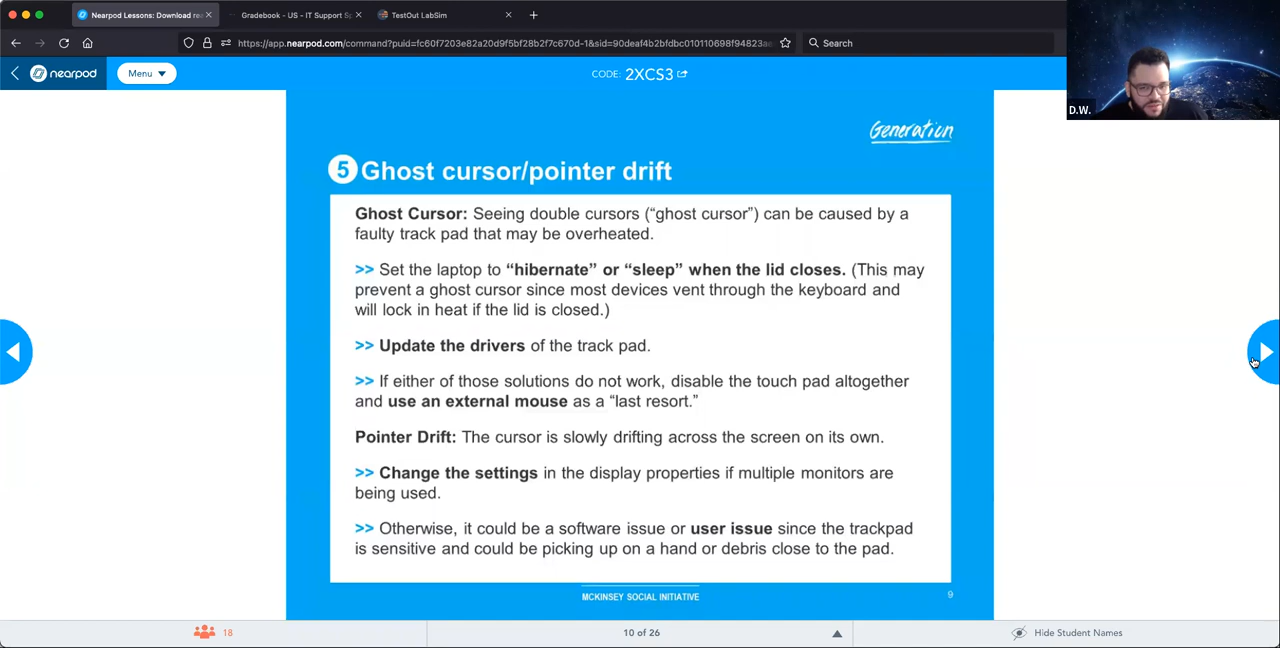 Nearpod Lessons: Download re
Gradebook - US - IT Support Sp
TestOut LabSim
https://app.nearpod.com/command?puid=fc60f7203e82a20d9f5bf28b2f7c670d-1&sid=90deaf4b2bfdbc010110698f94823a
Search
nearpod
Menu
CODE: 2XCS3
D.W.
Generation
5 Ghost cursor/pointer drift
Ghost Cursor: Seeing double cursors (“ghost cursor”) can be caused by a
faulty track pad that may be overheated.
>> Set the laptop to “hibernate” or “sleep” when the lid closes. (This may
prevent a ghost cursor since most devices vent through the keyboard and
will lock in heat if the lid is closed.)
>> Update the drivers of the track pad.
>> If either of those solutions do not work, disable the touch pad altogether
and use an external mouse as a “last resort.”
Pointer Drift: The cursor is slowly drifting across the screen on its own.
>> Change the settings in the display properties if multiple monitors are
being used.
>> Otherwise, it could be a software issue or user issue since the trackpad
is sensitive and could be picking up on a hand or debris close to the pad.
MCKINSEY SOCIAL INITIATIVE
9
18
10 of 26
Hide Student Names